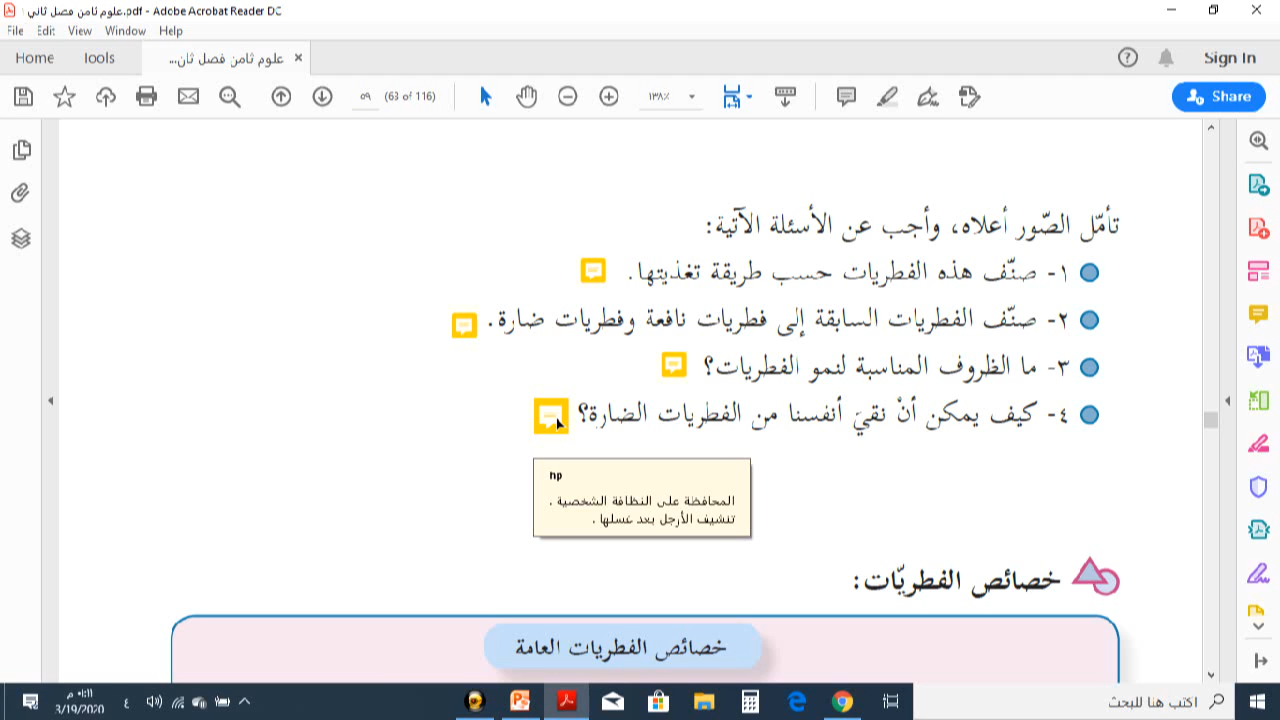 علوم ثامن فصل ثاني.pdf - Adobe Acrobat Reader DC
File Edit View Window Help
Home Tools علوم ثامن فصل ثان... × Sign In
٥٩ (63 of 116) ١٣٨٪ Share
تأمّل الصّور أعلاه، وأجب عن الأسئلة الآتية:
١- صنّف هذه الفطريات حسب طريقة تغذيتها.
٢- صنّف الفطريات السابقة إلى فطريات نافعة وفطريات ضارة.
٣- ما الظروف المناسبة لنمو الفطريات؟
٤- كيف يمكن أنْ نقيَ أنفسنا من الفطريات الضارة؟
hp
المحافظة على النظافة الشخصية .
تنشيف الأرجل بعد غسلها .
خصائص الفطريّات:
خصائص الفطريات العامة
اكتب هنا للبحث
3/19/2020